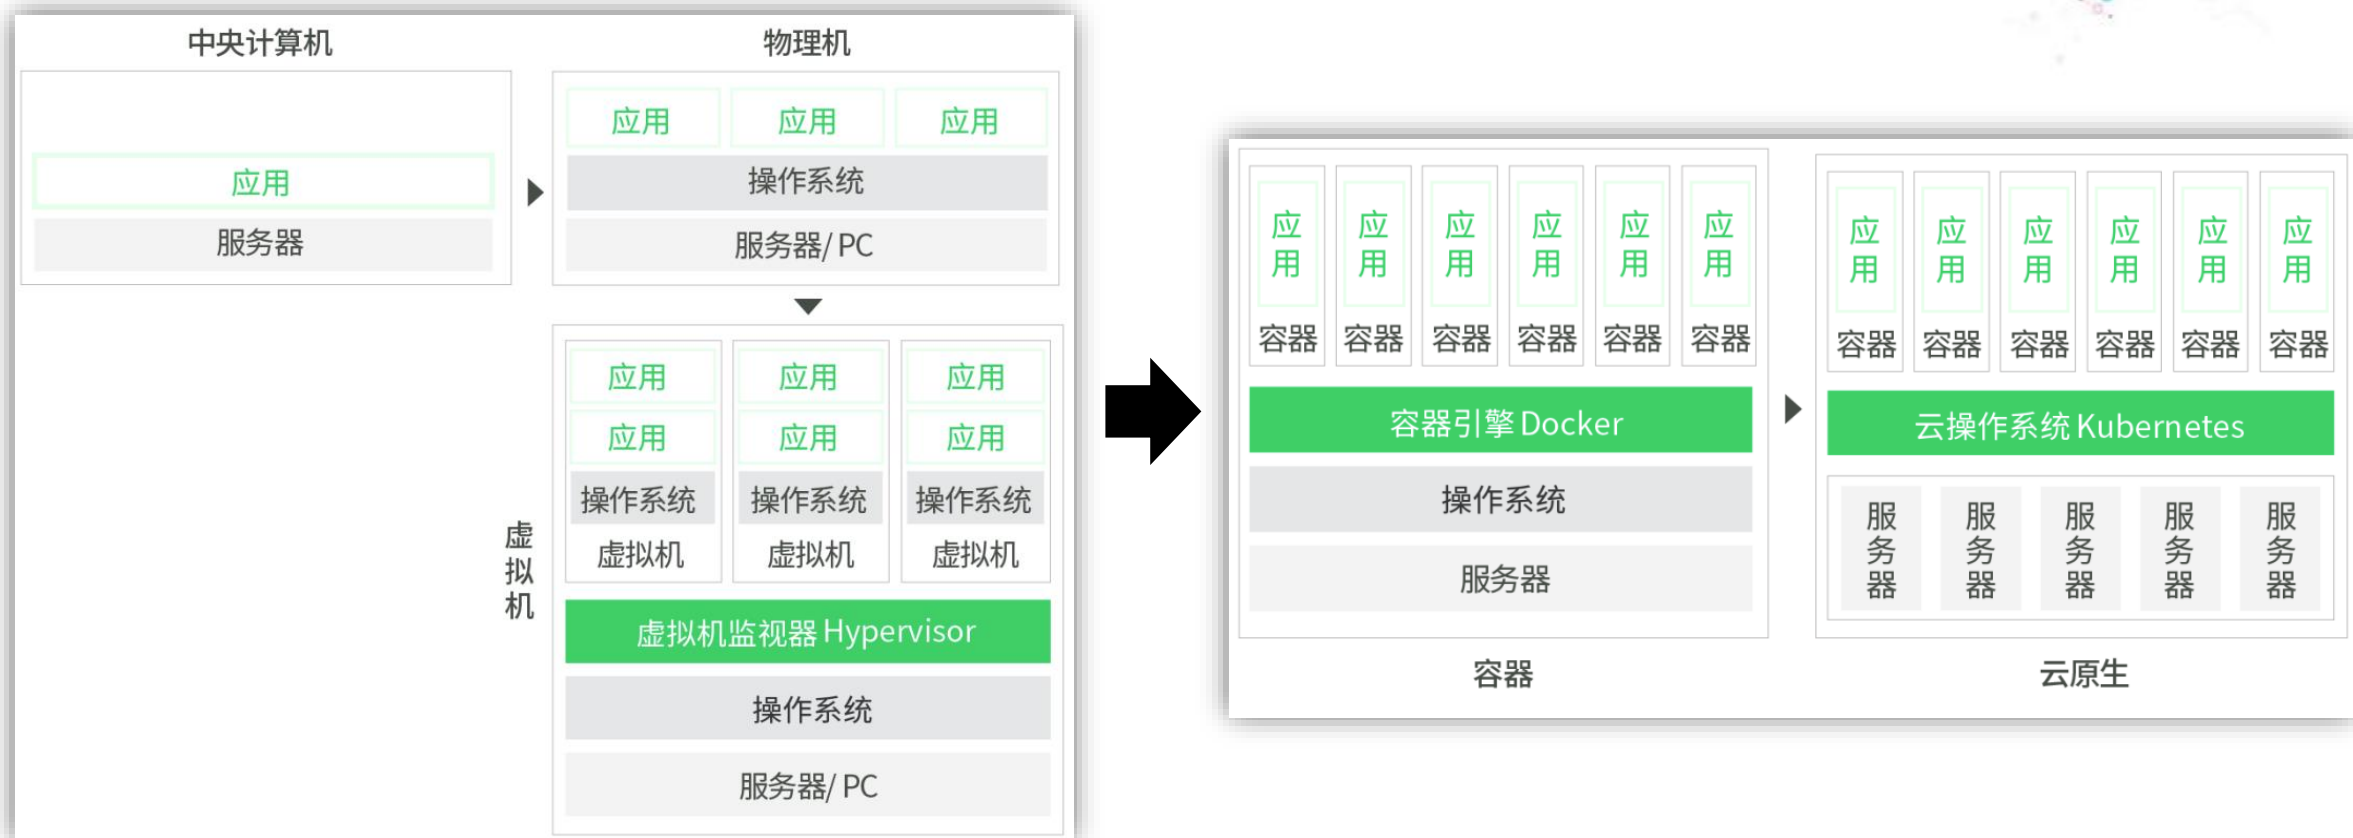 中央计算机
应用
服务器
物理机
应用 应用 应用
操作系统
服务器/ PC
虚拟机
应用 应用 应用
应用 应用 应用
操作系统 操作系统 操作系统
虚拟机 虚拟机 虚拟机
虚拟机监视器 Hypervisor
操作系统
服务器/ PC
应用 应用 应用 应用 应用 应用
容器 容器 容器 容器 容器 容器
容器引擎 Docker
操作系统
服务器
容器
应用 应用 应用 应用 应用 应用
容器 容器 容器 容器 容器 容器
云操作系统 Kubernetes
服务器 服务器 服务器 服务器 服务器
云原生